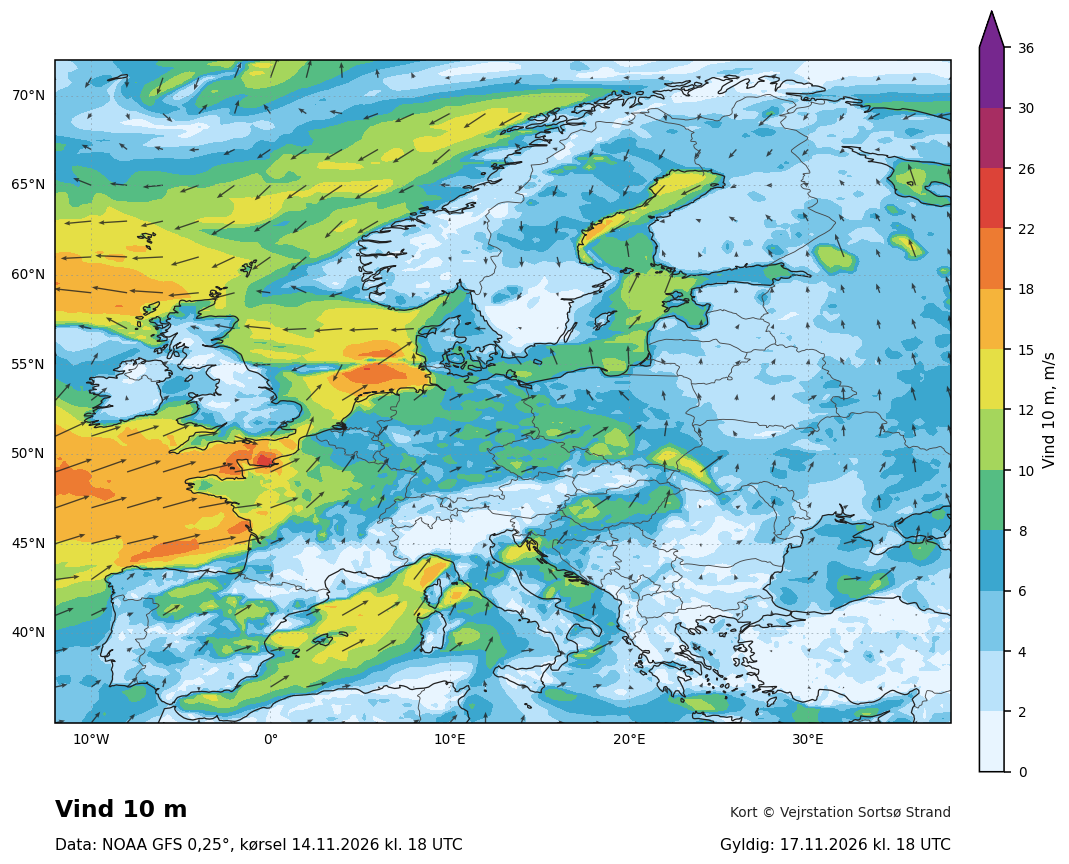 36
30
26
22
18
15
12
10
8
6
4
2
0
Vind 10 m, m/s
70°N
65°N
60°N
55°N
50°N
45°N
40°N
10°W
0°
10°E
20°E
30°E
Vind 10 m
Kort © Vejrstation Sortsø Strand
Data: NOAA GFS 0,25°, kørsel 14.11.2026 kl. 18 UTC
Gyldig: 17.11.2026 kl. 18 UTC